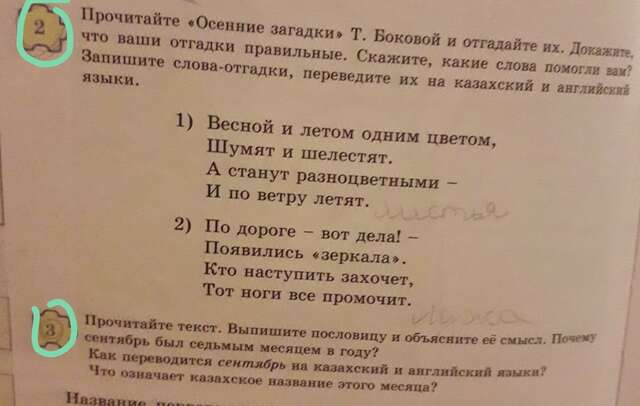 2
Прочитайте «Осенние загадки» Т. Боковой и отгадайте их. Докажите,
что ваши отгадки правильные. Скажите, какие слова помогли вам?
Запишите слова-отгадки, переведите их на казахский и английский
языки.
1) Весной и летом одним цветом,
Шумят и шелестят.
А станут разноцветными –
И по ветру летят.
листья
2) По дороге – вот дела! –
Появились «зеркала».
Кто наступить захочет,
Тот ноги все промочит.
лужа
3
Прочитайте текст. Выпишите пословицу и объясните её смысл. Почему
сентябрь был седьмым месяцем в году?
Как переводится сентябрь на казахский и английский языки?
Что означает казахское название этого месяца?
Название